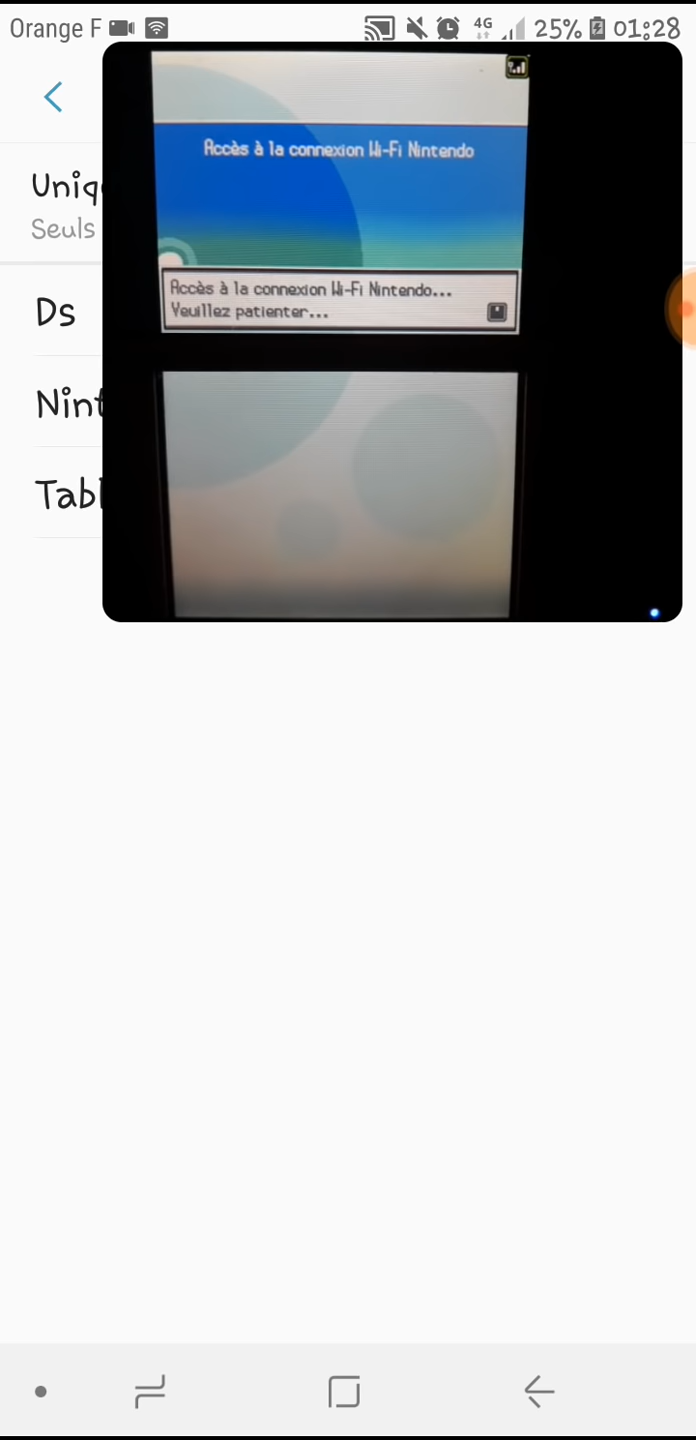 Orange F
4G
25%
01:28
Uniq
Seuls
Ds
Nint
Tabl
Accès à la connexion Wi-Fi Nintendo
Accès à la connexion Wi-Fi Nintendo...
Veuillez patienter...